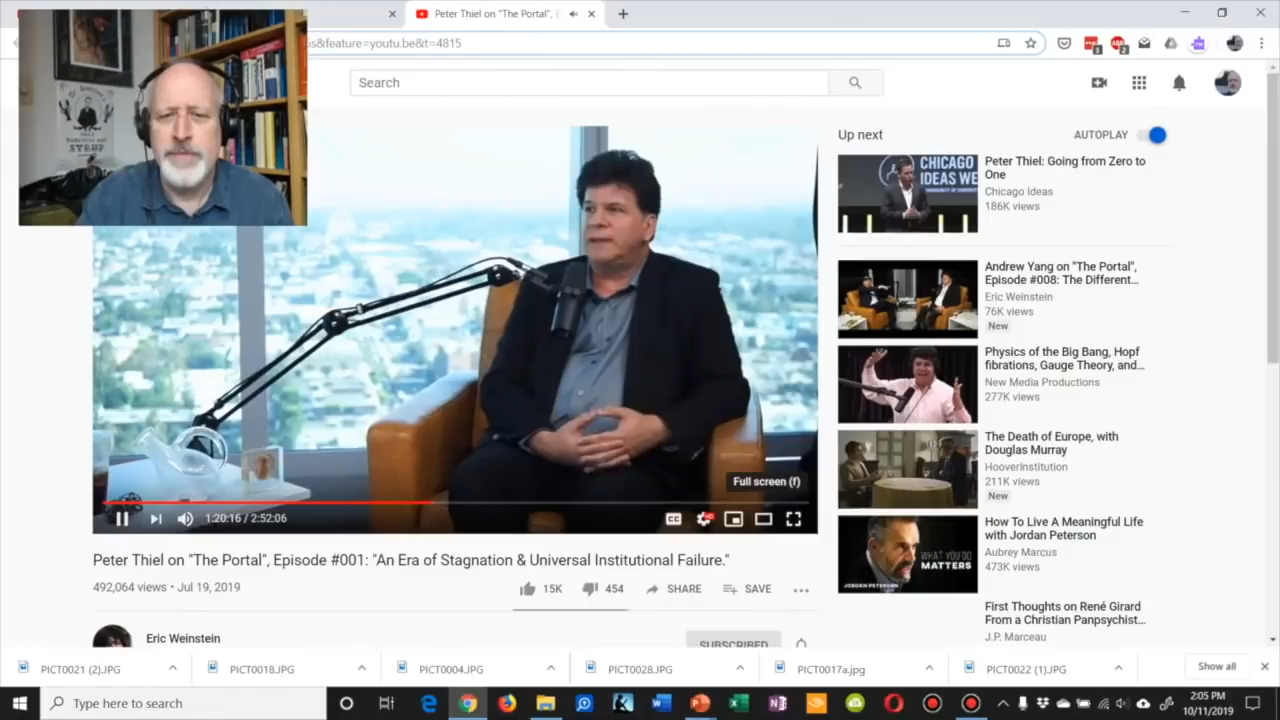 Peter Thiel on "The Portal", E
s&feature=youtu.be&t=4815
Search
SYRUP
Up next
AUTOPLAY
CHICAGO
IDEAS WE
Peter Thiel: Going from Zero to
One
Chicago Ideas
186K views
Andrew Yang on "The Portal",
Episode #008: The Different...
Eric Weinstein
76K views
New
Physics of the Big Bang, Hopf
fibrations, Gauge Theory, and...
New Media Productions
277K views
The Death of Europe, with
Douglas Murray
HooverInstitution
211K views
New
How To Live A Meaningful Life
with Jordan Peterson
Aubrey Marcus
473K views
WHAT YOU DO
MATTERS
JORDAN PETERSON
First Thoughts on René Girard
From a Christian Panpsychist...
J.P. Marceau
Full screen (f)
1:20:16 / 2:52:06
CC
HD
Peter Thiel on "The Portal", Episode #001: "An Era of Stagnation & Universal Institutional Failure."
492,064 views • Jul 19, 2019
15K
454
SHARE
SAVE
Eric Weinstein
SUBSCRIBED
PICT0021 (2).JPG
PICT0018.JPG
PICT0004.JPG
PICT0028.JPG
PICT0017a.jpg
PICT0022 (1).JPG
Show all
Type here to search
2:05 PM
10/11/2019